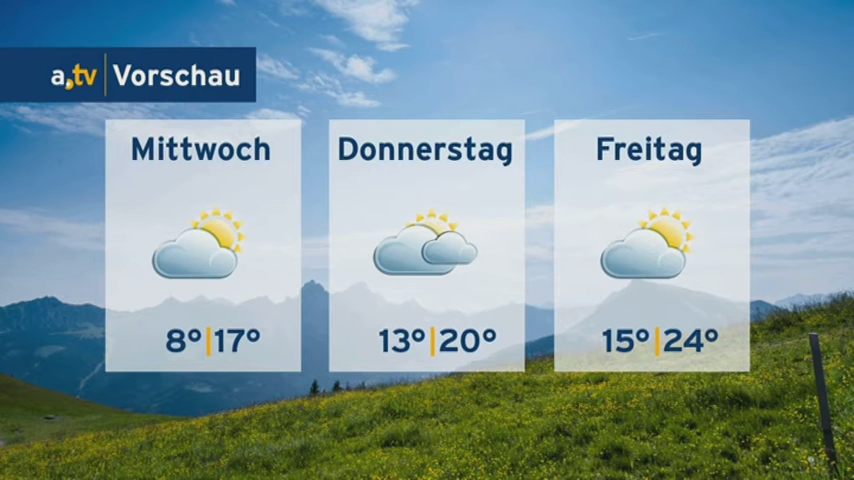 a.tv Vorschau
Mittwoch
8°|17°
Donnerstag
13°|20°
Freitag
15°|24°